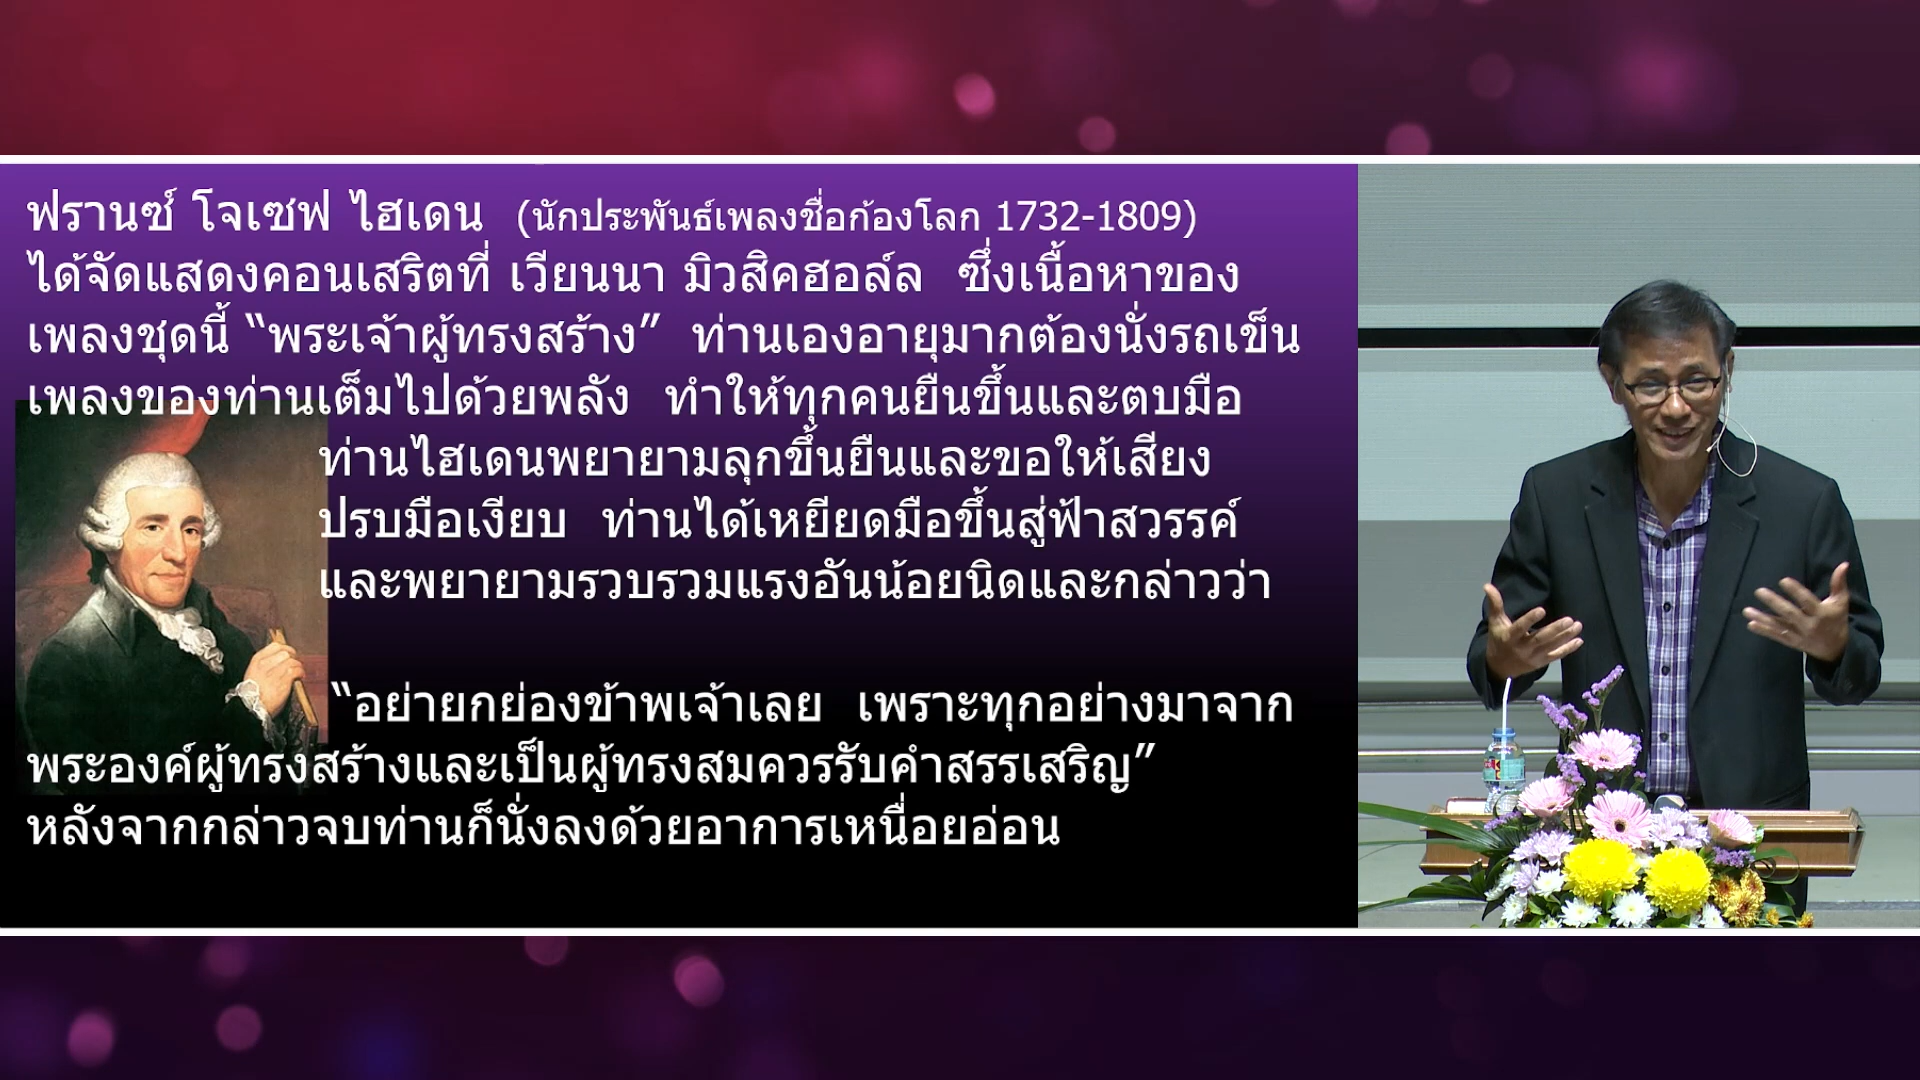 ฟรานซ์ โจเซฟ ไฮเดน (นักประพันธ์เพลงชื่อก้องโลก 1732-1809)
ได้จัดแสดงคอนเสริตที่ เวียนนา มิวสิคฮอล์ล ซึ่งเนื้อหาของ
เพลงชุดนี้ “พระเจ้าผู้ทรงสร้าง” ท่านเองอายุมากต้องนั่งรถเข็น
เพลงของท่านเต็มไปด้วยพลัง ทำให้ทุกคนยืนขึ้นและตบมือ
ท่านไฮเดนพยายามลุกขึ้นยืนและขอให้เสียง
ปรบมือเงียบ ท่านได้เหยียดมือขึ้นสู่ฟ้าสวรรค์
และพยายามรวบรวมแรงอันน้อยนิดและกล่าวว่า
“อย่ายกย่องข้าพเจ้าเลย เพราะทุกอย่างมาจาก
พระองค์ผู้ทรงสร้างและเป็นผู้ทรงสมควรรับคำสรรเสริญ”
หลังจากกล่าวจบท่านก็นั่งลงด้วยอาการเหนื่อยอ่อน